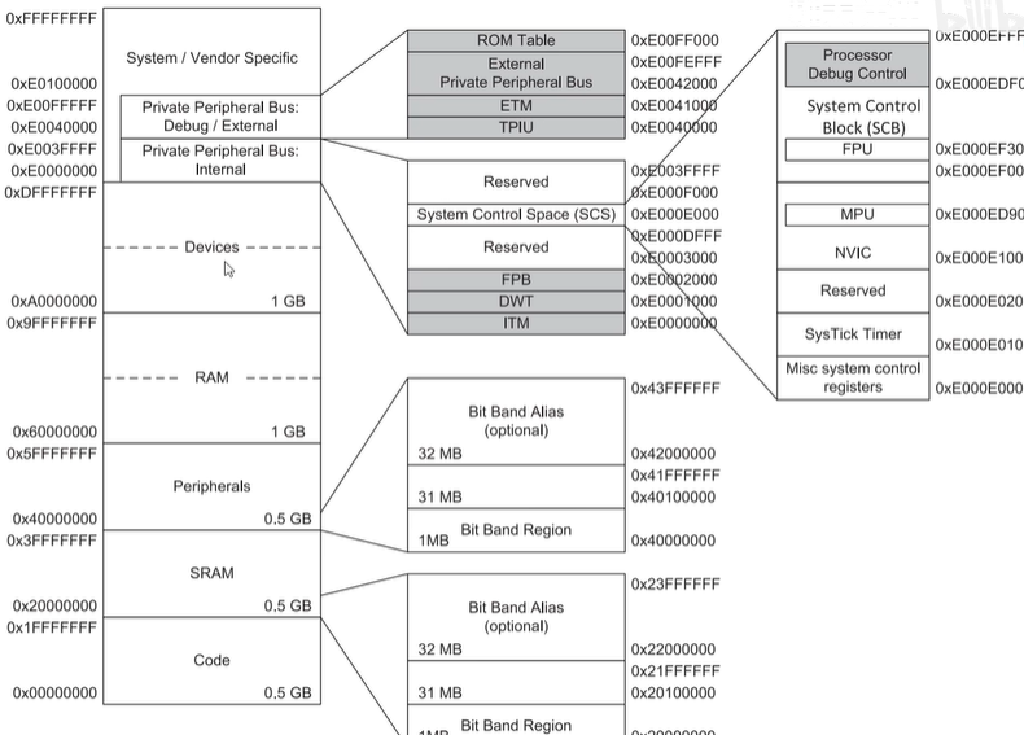 0xFFFFFFFF
System / Vendor Specific
0xE0100000
0xE00FFFFF
Private Peripheral Bus:
Debug / External
0xE0040000
0xE003FFFF
Private Peripheral Bus:
Internal
0xE0000000
0xDFFFFFFF
Devices
0xA0000000
1 GB
0x9FFFFFFF
RAM
0x60000000
1 GB
0x5FFFFFFF
Peripherals
0x40000000
0.5 GB
0x3FFFFFFF
SRAM
0x20000000
0.5 GB
0x1FFFFFFF
Code
0x00000000
0.5 GB
ROM Table
0xE00FF000
External
Private Peripheral Bus
0xE00FEFFF
0xE0042000
ETM
0xE0041000
TPIU
0xE0040000
Reserved
0xE003FFFF
0xE000F000
System Control Space (SCS)
0xE000E000
Reserved
0xE000DFFF
0xE0003000
FPB
0xE0002000
DWT
0xE0001000
ITM
0xE0000000
0x43FFFFFF
Bit Band Alias
(optional)
32 MB
0x42000000
0x41FFFFFF
31 MB
0x40100000
Bit Band Region
1MB
0x40000000
0x23FFFFFF
Bit Band Alias
(optional)
32 MB
0x22000000
0x21FFFFFF
31 MB
0x20100000
Bit Band Region
1MB
0xE000EFFF
Processor
Debug Control
0xE000EDF0
System Control
Block (SCB)
FPU
0xE000EF30
0xE000EF00
MPU
0xE000ED90
NVIC
0xE000E100
Reserved
0xE000E020
SysTick Timer
0xE000E010
Misc system control
registers
0xE000E000